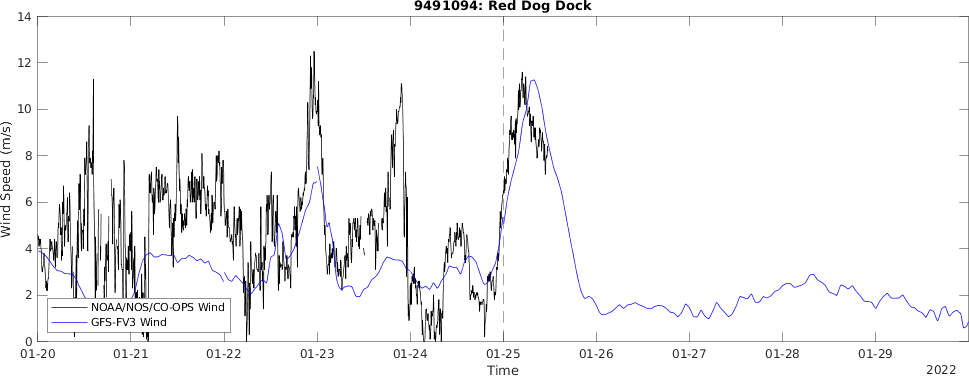 9491094: Red Dog Dock
Wind Speed (m/s)
14
12
10
8
6
4
2
0
NOAA/NOS/CO-OPS Wind
GFS-FV3 Wind
01-20 01-21 01-22 01-23 01-24 01-25 01-26 01-27 01-28 01-29
Time
2022